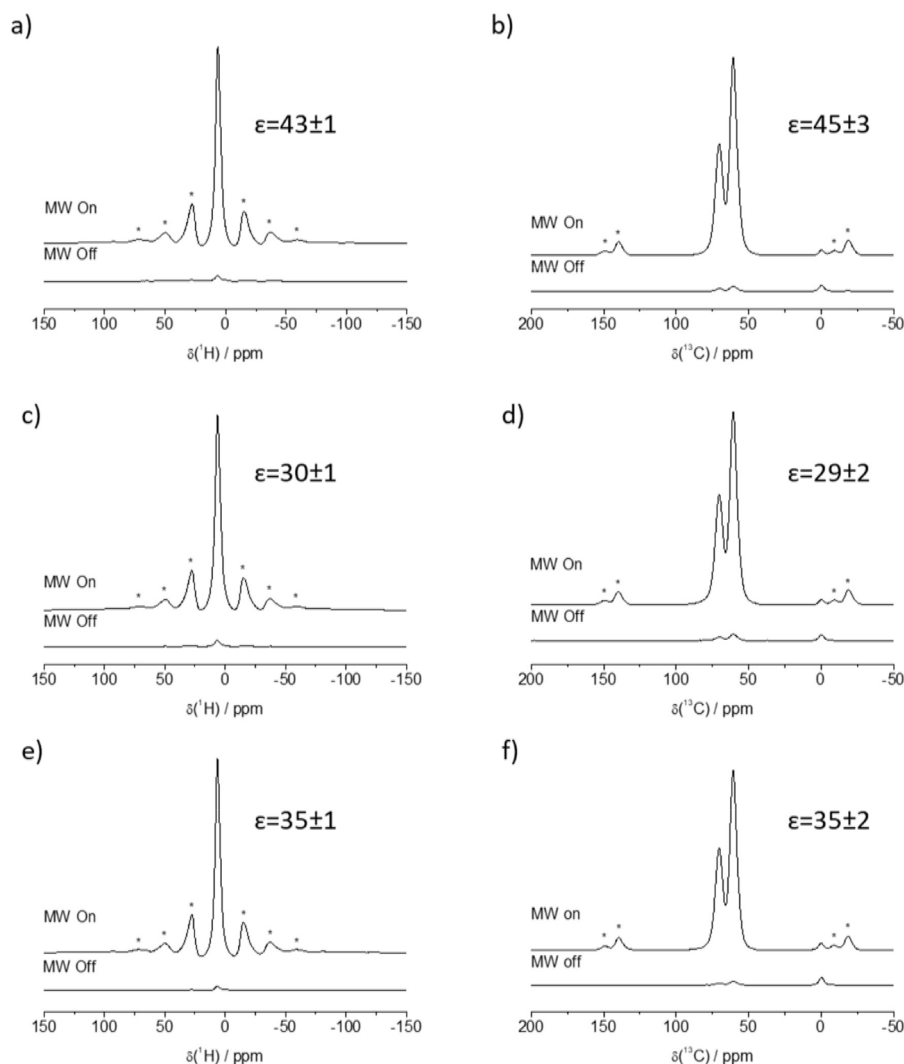 a)
ε=43±1
* * * * * *
MW On
MW Off
150 100 50 0 -50 -100 -150
δ(¹H) / ppm
b)
ε=45±3
MW On
* * * *
MW Off
200 150 100 50 0 -50
δ(¹³C) / ppm
c)
ε=30±1
MW On
* * * * * *
MW Off
150 100 50 0 -50 -100 -150
δ(¹H) / ppm
d)
ε=29±2
MW On
* * * *
MW Off
200 150 100 50 0 -50
δ(¹³C) / ppm
e)
ε=35±1
MW On
* * * * * *
MW Off
150 100 50 0 -50 -100 -150
δ(¹H) / ppm
f)
ε=35±2
MW on
* * * *
MW off
200 150 100 50 0 -50
δ(¹³C) / ppm